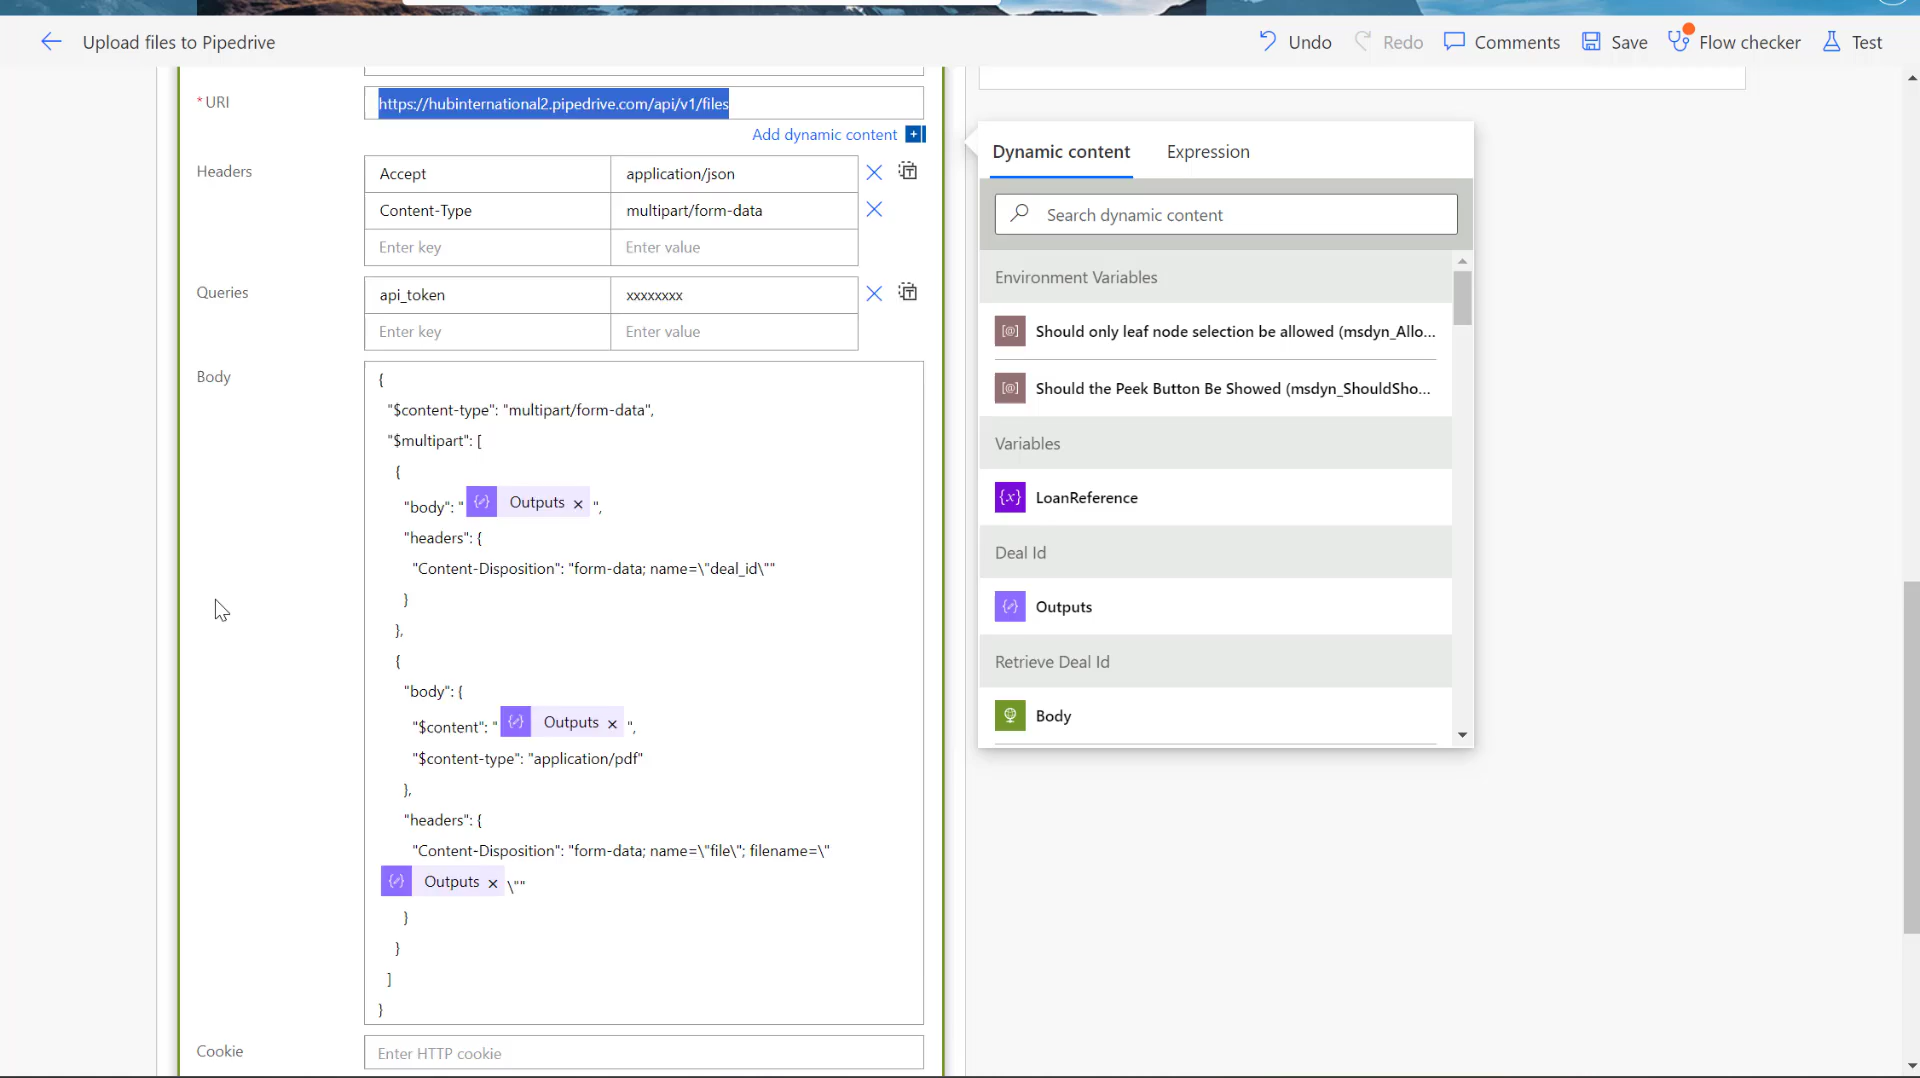 Upload files to Pipedrive
Undo
Redo
Comments
Save
Flow checker
Test
* URI
https://hubinternational2.pipedrive.com/api/v1/files
Add dynamic content
Headers
Accept
application/json
Content-Type
multipart/form-data
Enter key
Enter value
Queries
api_token
xxxxxxxx
Enter key
Enter value
Body
{
"$content-type": "multipart/form-data",
"$multipart": [
{
"body": " Outputs × ",
"headers": {
"Content-Disposition": "form-data; name=\"deal_id\""
}
},
{
"body": {
"$content": " Outputs × ",
"$content-type": "application/pdf"
},
"headers": {
"Content-Disposition": "form-data; name=\"file\"; filename=\"
Outputs × \""
}
}
]
}
Cookie
Enter HTTP cookie
Dynamic content
Expression
Search dynamic content
Environment Variables
[@] Should only leaf node selection be allowed (msdyn_Allo...
[@] Should the Peek Button Be Showed (msdyn_ShouldSho...
Variables
{x} LoanReference
Deal Id
Outputs
Retrieve Deal Id
Body